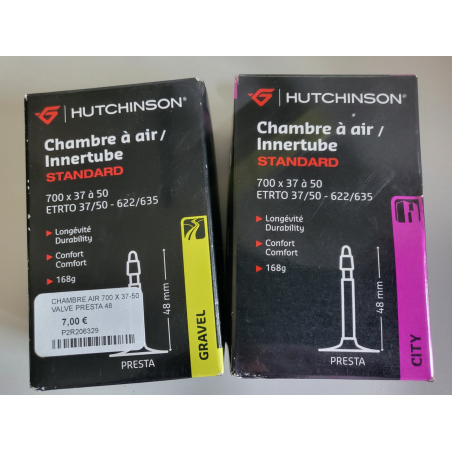 HUTCHINSON®
Chambre à air /
Innertube
STANDARD
700 x 37 à 50
ETRTO 37/50 - 622/635
Longévité
Durability
Confort
Comfort
168g
48 mm
PRESTA
GRAVEL
CHAMBRE AIR 700 X 37-50
VALVE PRESTA 48
7,00 €
P2R206329
HUTCHINSON®
Chambre à air /
Innertube
STANDARD
700 x 37 à 50
ETRTO 37/50 - 622/635
Longévité
Durability
Confort
Comfort
168g
48 mm
PRESTA
CITY